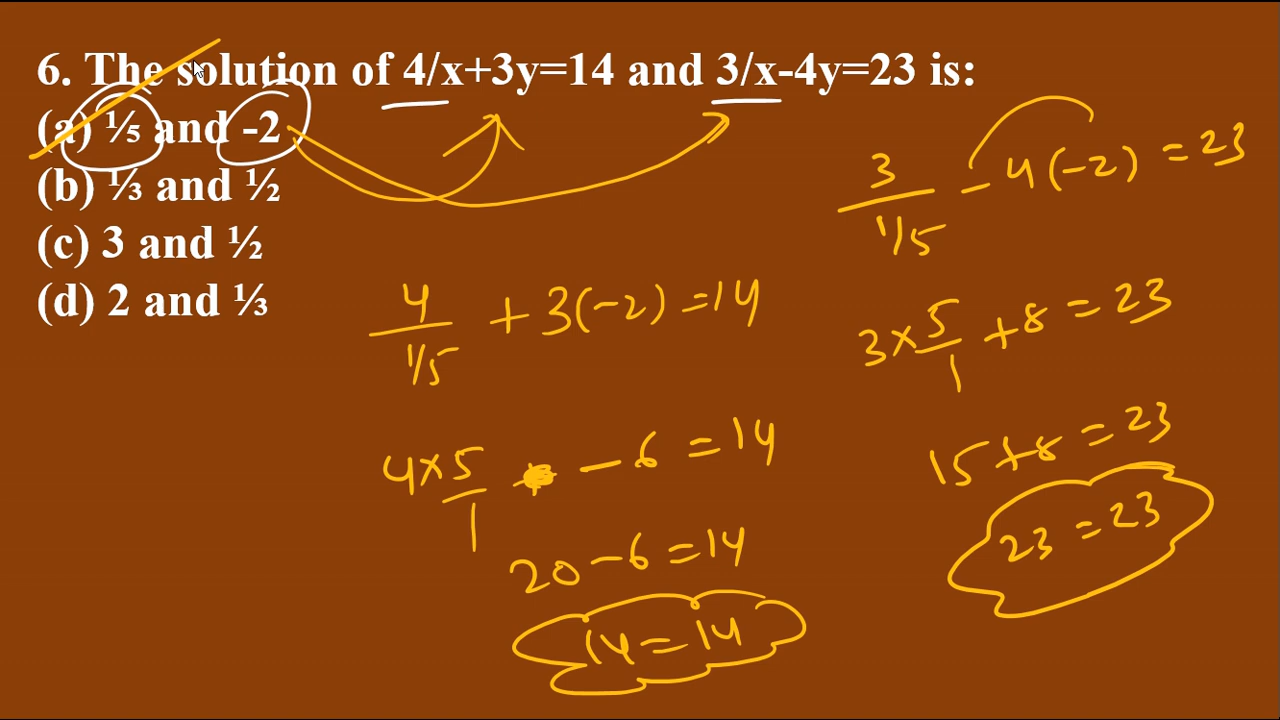 6. The solution of 4/x+3y=14 and 3/x-4y=23 is:
(a) ⅕ and -2
(b) ⅓ and ½
(c) 3 and ½
(d) 2 and ⅓
4/(1/5) + 3(-2) = 14
4 × 5/1 - 6 = 14
20 - 6 = 14
14 = 14
3/(1/5) - 4(-2) = 23
3 × 5/1 + 8 = 23
15 + 8 = 23
23 = 23